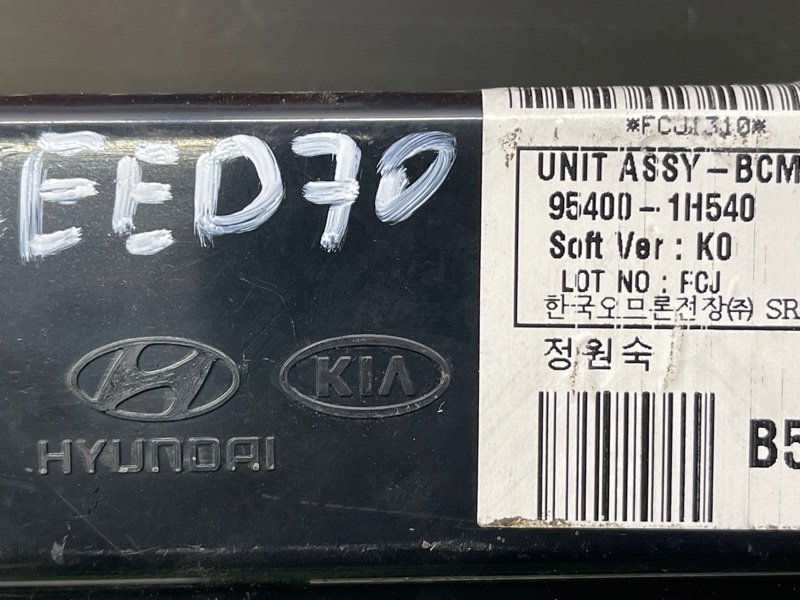 EED70
KIA
HYUNDAI
*FCJ1310*
UNIT ASSY-BCM
95400-1H540
Soft Ver : K0
LOT NO : FCJ
한국오므론전장(주) SR
정원숙
B5